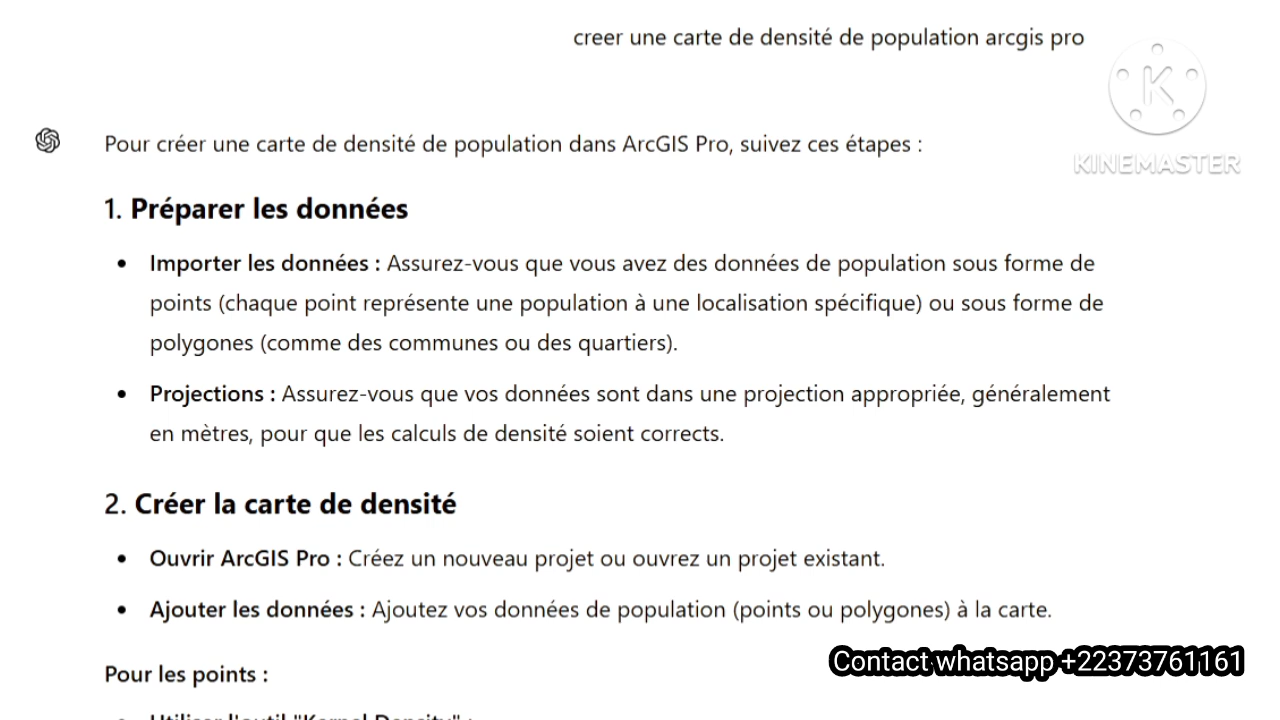 creer une carte de densité de population arcgis pro
KINEMASTER
Pour créer une carte de densité de population dans ArcGIS Pro, suivez ces étapes :
1. Préparer les données
• Importer les données : Assurez-vous que vous avez des données de population sous forme de
points (chaque point représente une population à une localisation spécifique) ou sous forme de
polygones (comme des communes ou des quartiers).
• Projections : Assurez-vous que vos données sont dans une projection appropriée, généralement
en mètres, pour que les calculs de densité soient corrects.
2. Créer la carte de densité
• Ouvrir ArcGIS Pro : Créez un nouveau projet ou ouvrez un projet existant.
• Ajouter les données : Ajoutez vos données de population (points ou polygones) à la carte.
Contact whatsapp +22373761161
Pour les points :
• Utiliser l'outil "Kernel Density" :